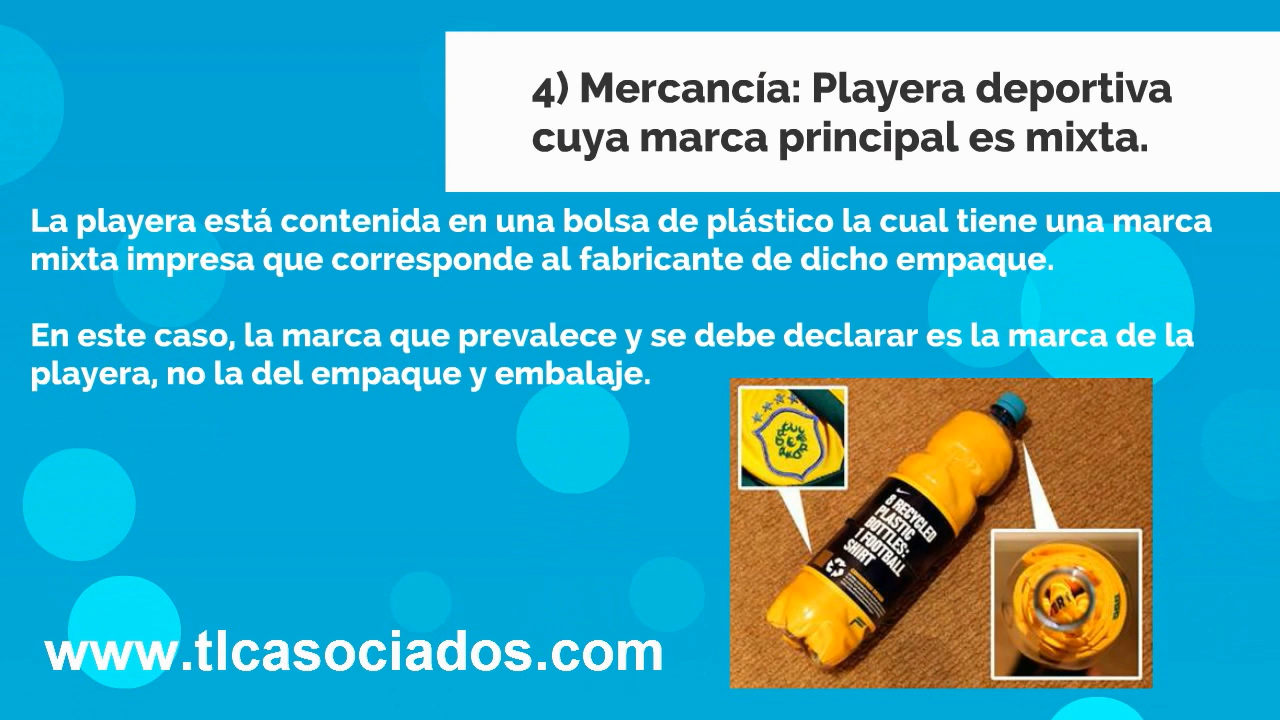 4) Mercancía: Playera deportiva
cuya marca principal es mixta.
La playera está contenida en una bolsa de plástico la cual tiene una marca
mixta impresa que corresponde al fabricante de dicho empaque.
En este caso, la marca que prevalece y se debe declarar es la marca de la
playera, no la del empaque y embalaje.
8 RECYCLED
PLASTIC
BOTTLES:
1 FOOTBALL
SHIRT
www.tlcasociados.com